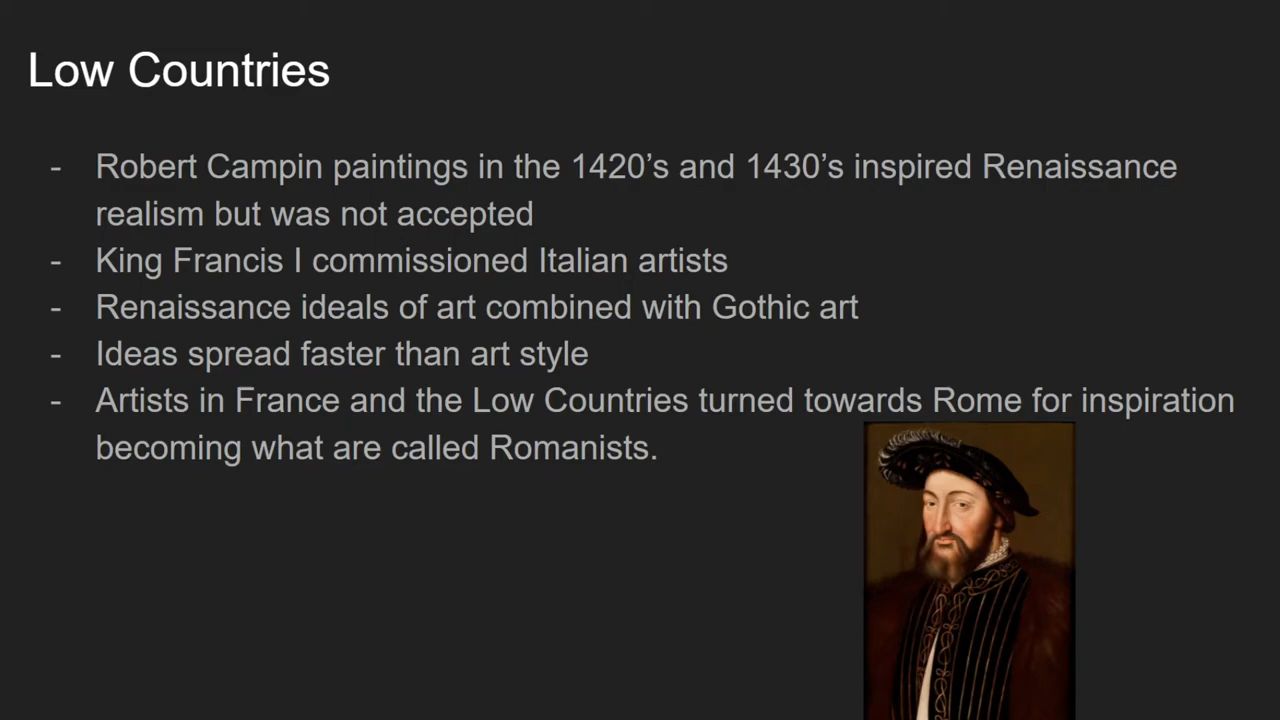 Low Countries
- Robert Campin paintings in the 1420’s and 1430’s inspired Renaissance
realism but was not accepted
- King Francis I commissioned Italian artists
- Renaissance ideals of art combined with Gothic art
- Ideas spread faster than art style
- Artists in France and the Low Countries turned towards Rome for inspiration
becoming what are called Romanists.